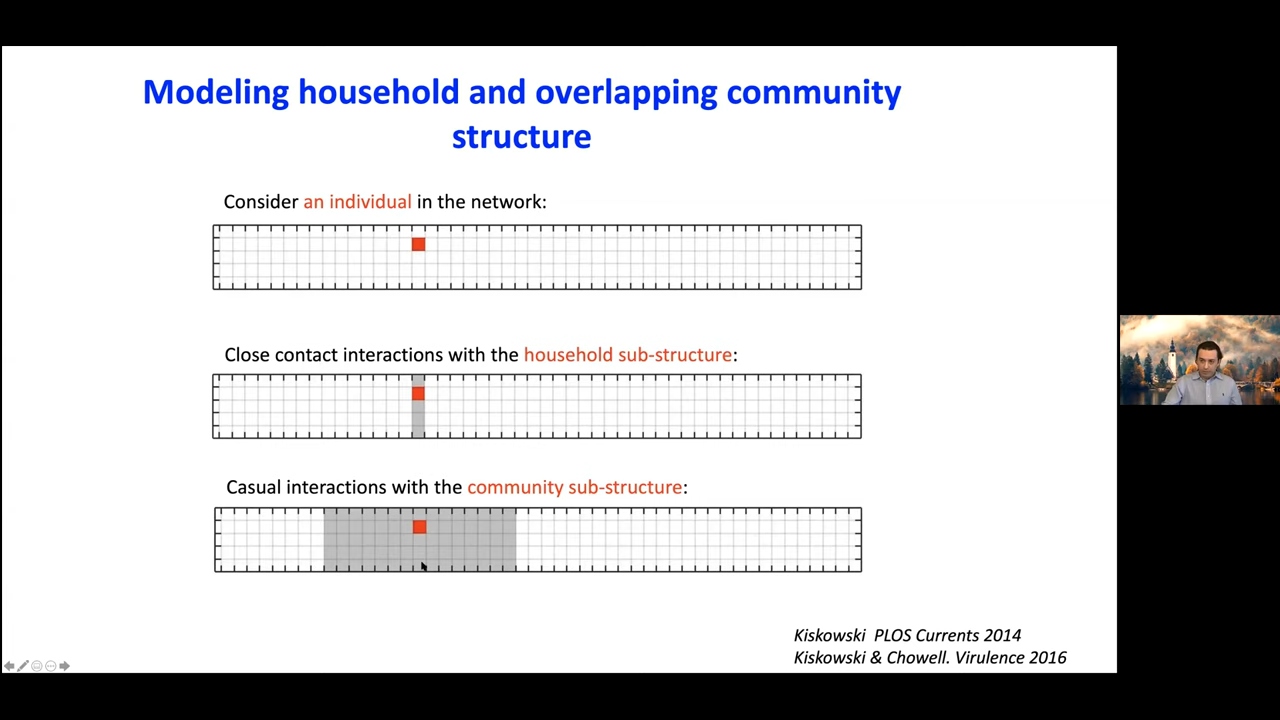 Modeling household and overlapping community
structure
Consider an individual in the network:
Close contact interactions with the household sub-structure:
Casual interactions with the community sub-structure:
Kiskowski PLOS Currents 2014
Kiskowski & Chowell. Virulence 2016